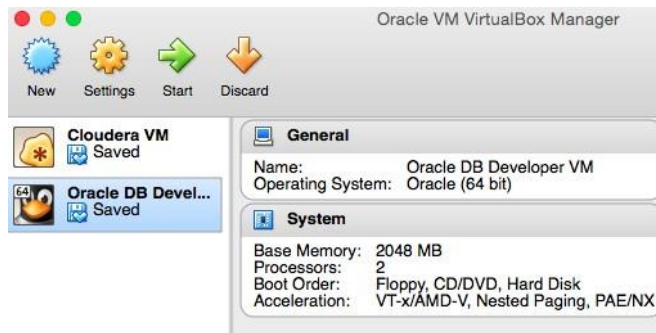 Oracle VM VirtualBox Manager
New Settings Start Discard
Cloudera VM
Saved
64
Oracle DB Devel...
Saved
General
Name: Oracle DB Developer VM
Operating System: Oracle (64 bit)
System
Base Memory: 2048 MB
Processors: 2
Boot Order: Floppy, CD/DVD, Hard Disk
Acceleration: VT-x/AMD-V, Nested Paging, PAE/NX